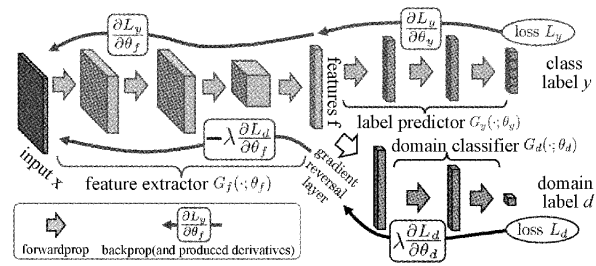 ∂L_y/∂θ_f
∂L_y/∂θ_y
loss L_y
class
label y
features f
label predictor G_y(·; θ_y)
input x
−λ ∂L_d/∂θ_f
feature extractor G_f(·; θ_f)
gradient
reversal
layer
domain classifier G_d(·; θ_d)
domain
label d
λ ∂L_d/∂θ_d
loss L_d
∂L_y/∂θ_f
forwardprop
backprop(and produced derivatives)